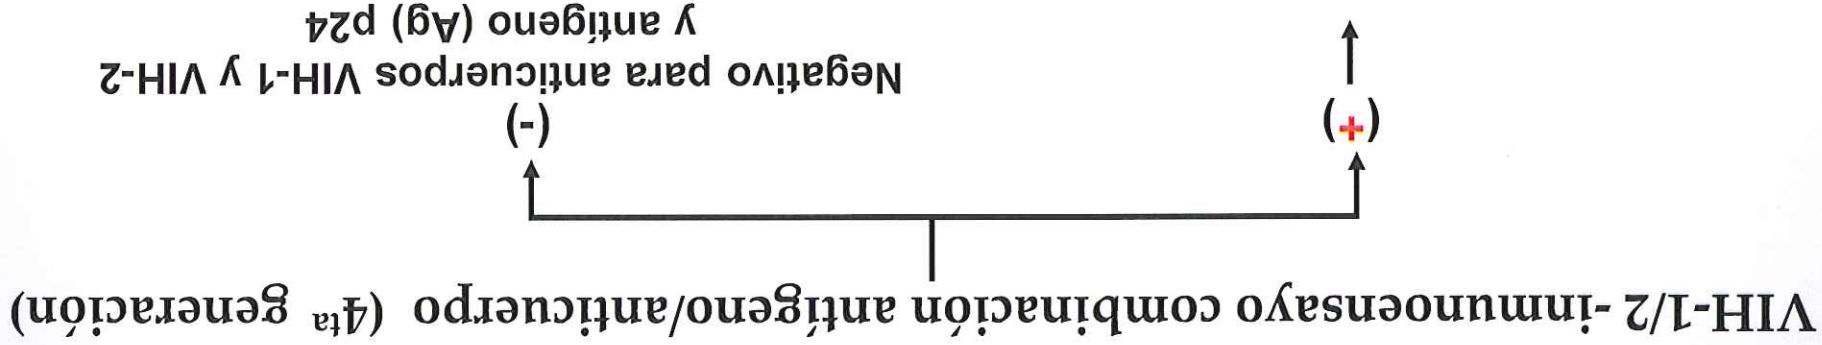 VIH-1/2 -inmunoensayo combinación antígeno/anticuerpo (4ta generación)
(+)
(-)
Negativo para anticuerpos VIH-1 y VIH-2
y antígeno (Ag) p24